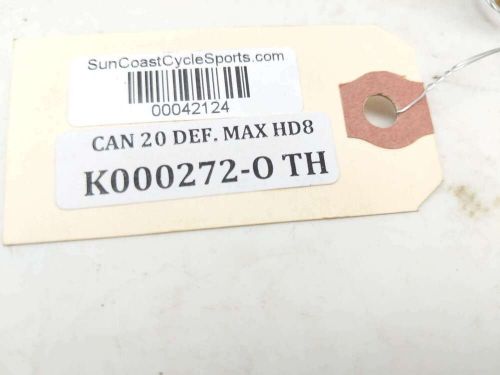 SunCoastCycleSports.com
00042124
CAN 20 DEF. MAX HD8
K000272-O TH